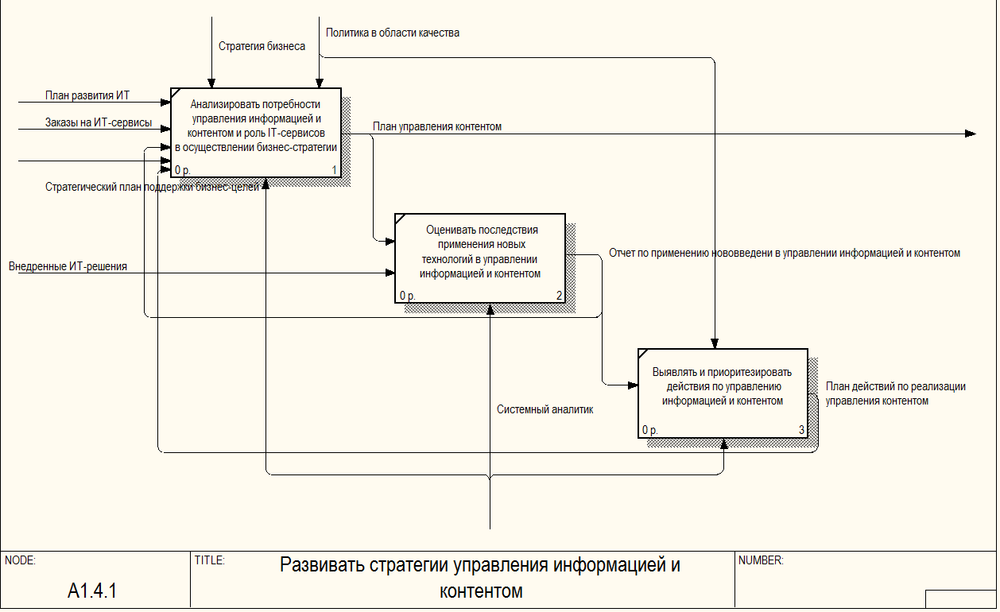 Политика в области качества
Стратегия бизнеса
План развития ИТ
Заказы на ИТ-сервисы
Анализировать потребности
управления информацией и
контентом и роль IT-сервисов
в осуществлении бизнес-стратегии
0 р.
1
План управления контентом
Стратегический план поддержки бизнес-целей
Внедренные ИТ-решения
Оценивать последствия
применения новых
технологий в управлении
информацией и контентом
0 р.
2
Отчет по применению нововведени в управлении информацией и контентом
Выявлять и приоритезировать
действия по управлению
информацией и контентом
0 р.
3
План действий по реализации
управления контентом
Системный аналитик
NODE:
A1.4.1
TITLE:
Развивать стратегии управления информацией и
контентом
NUMBER: